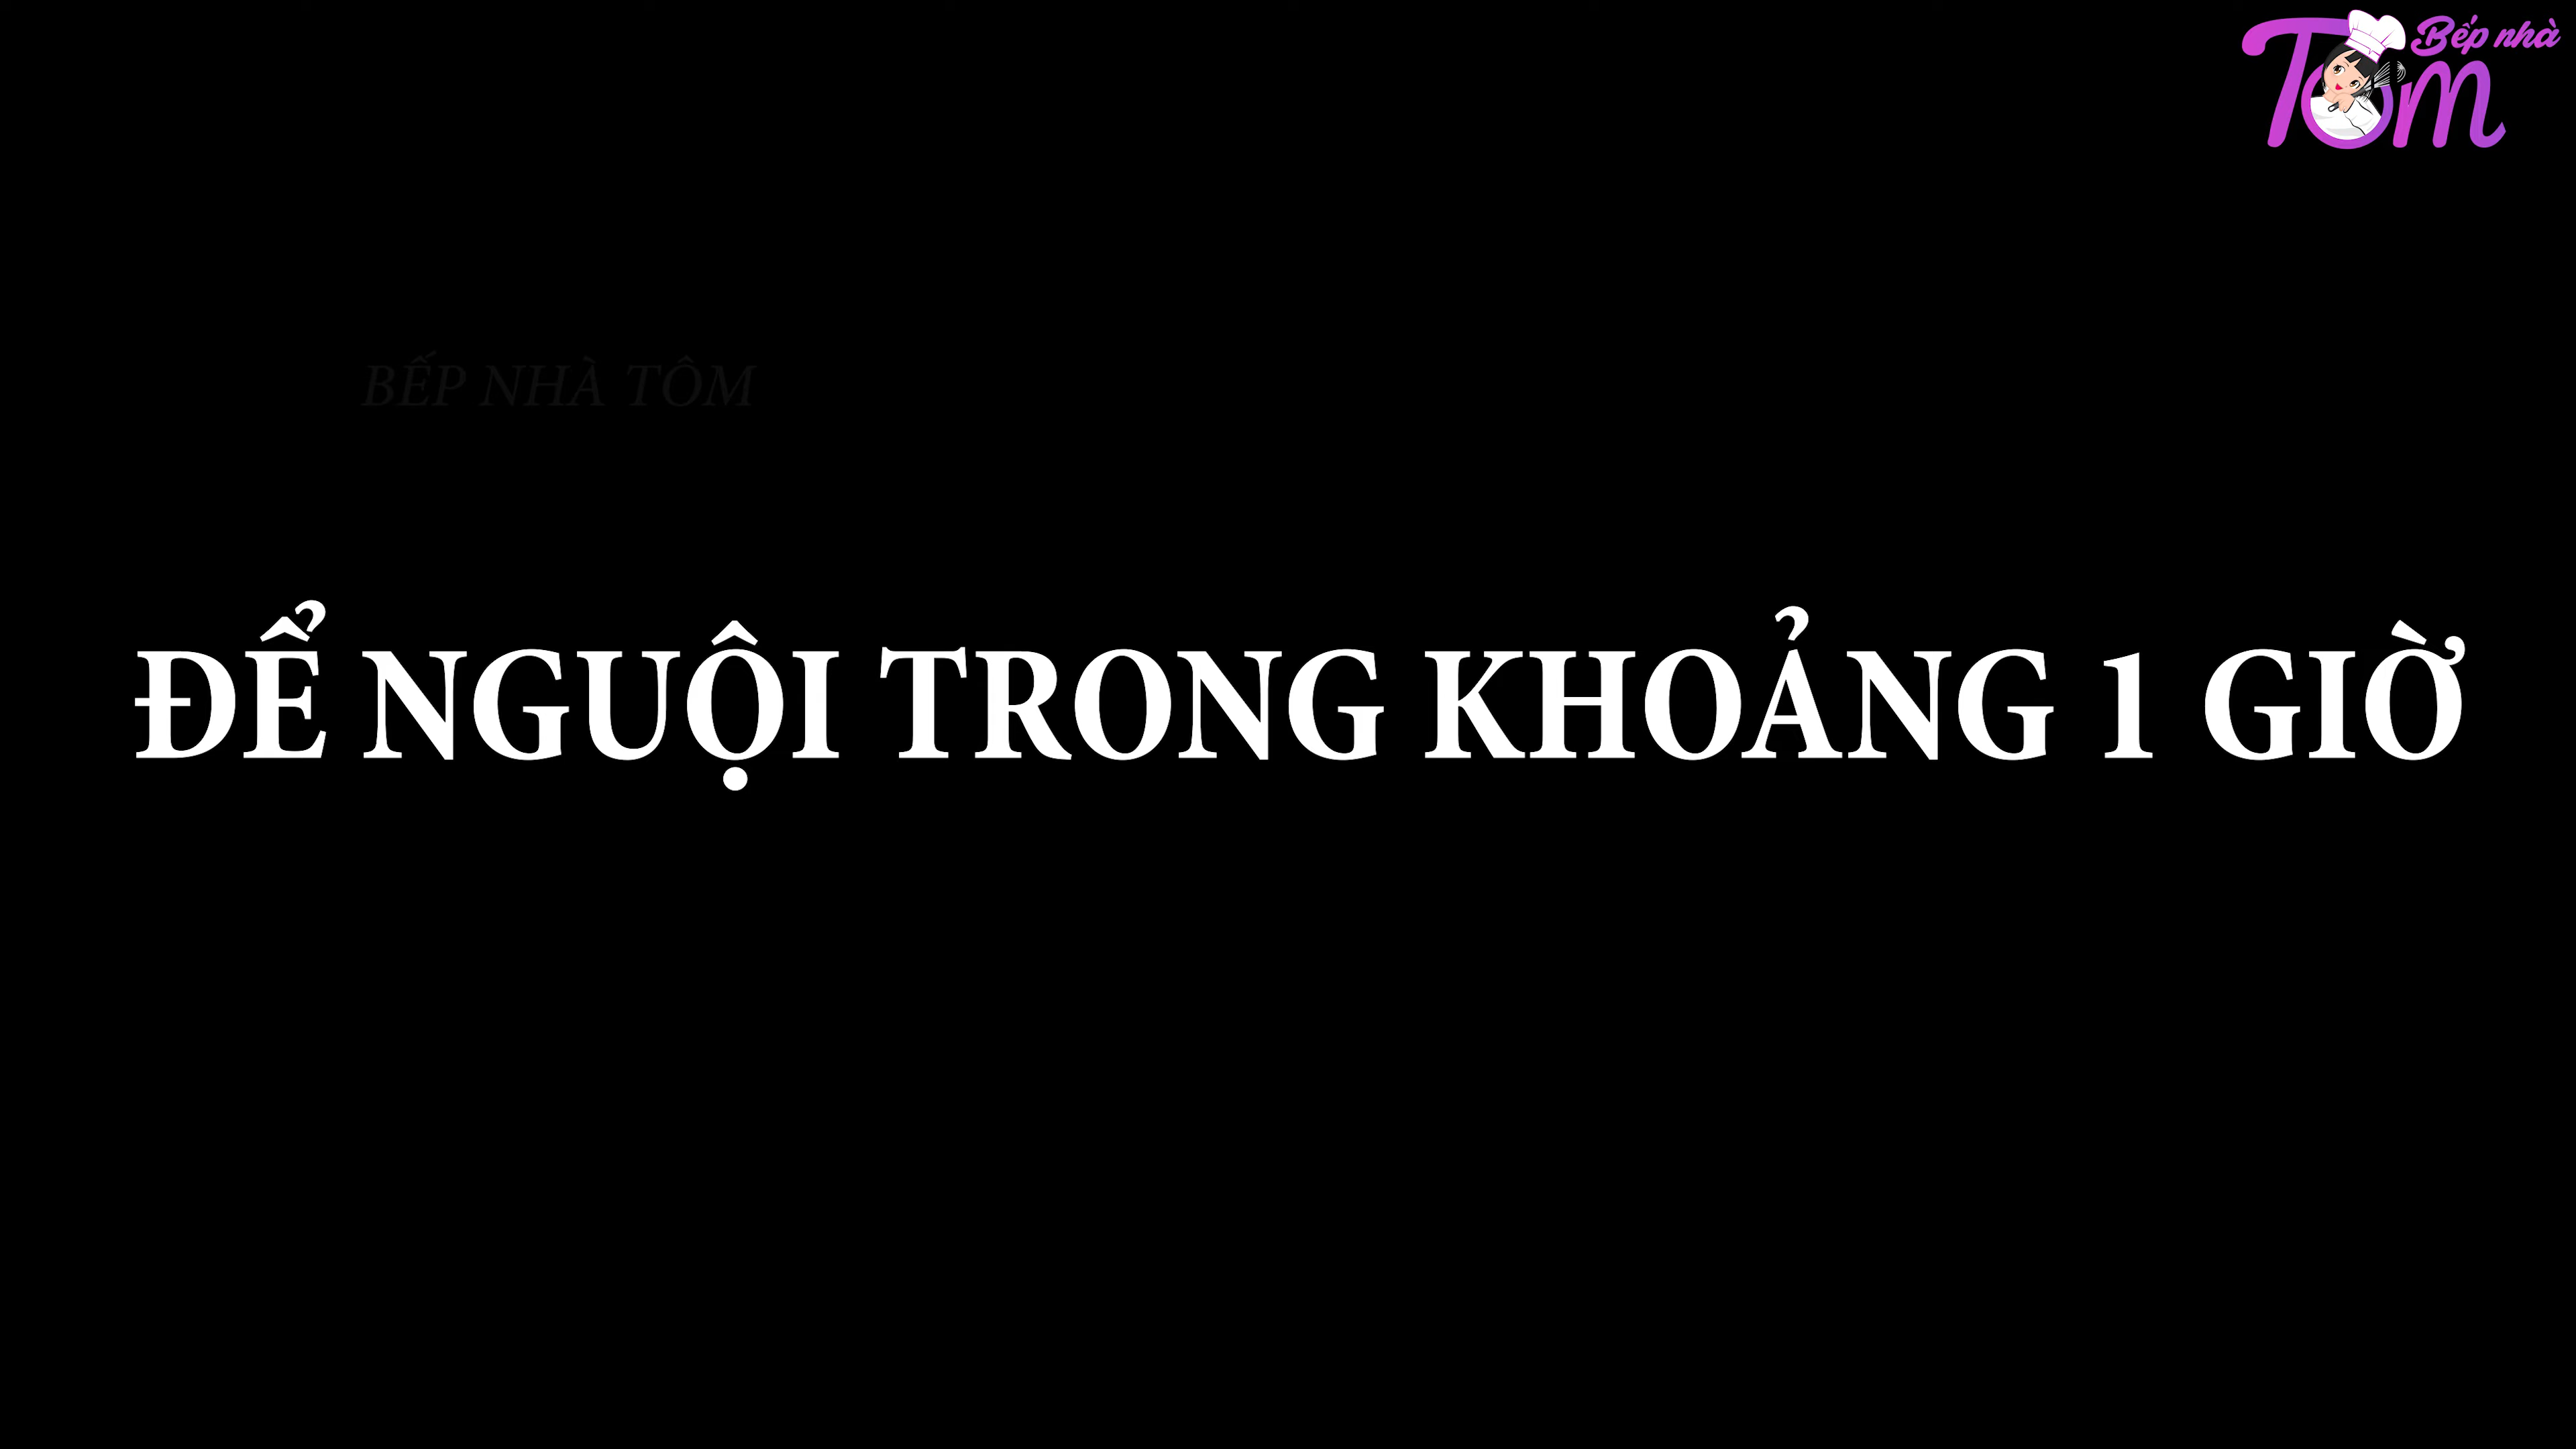 Bếp nhà
Tôm
BẾP NHÀ TÔM
ĐỂ NGUỘI TRONG KHOẢNG 1 GIỜ